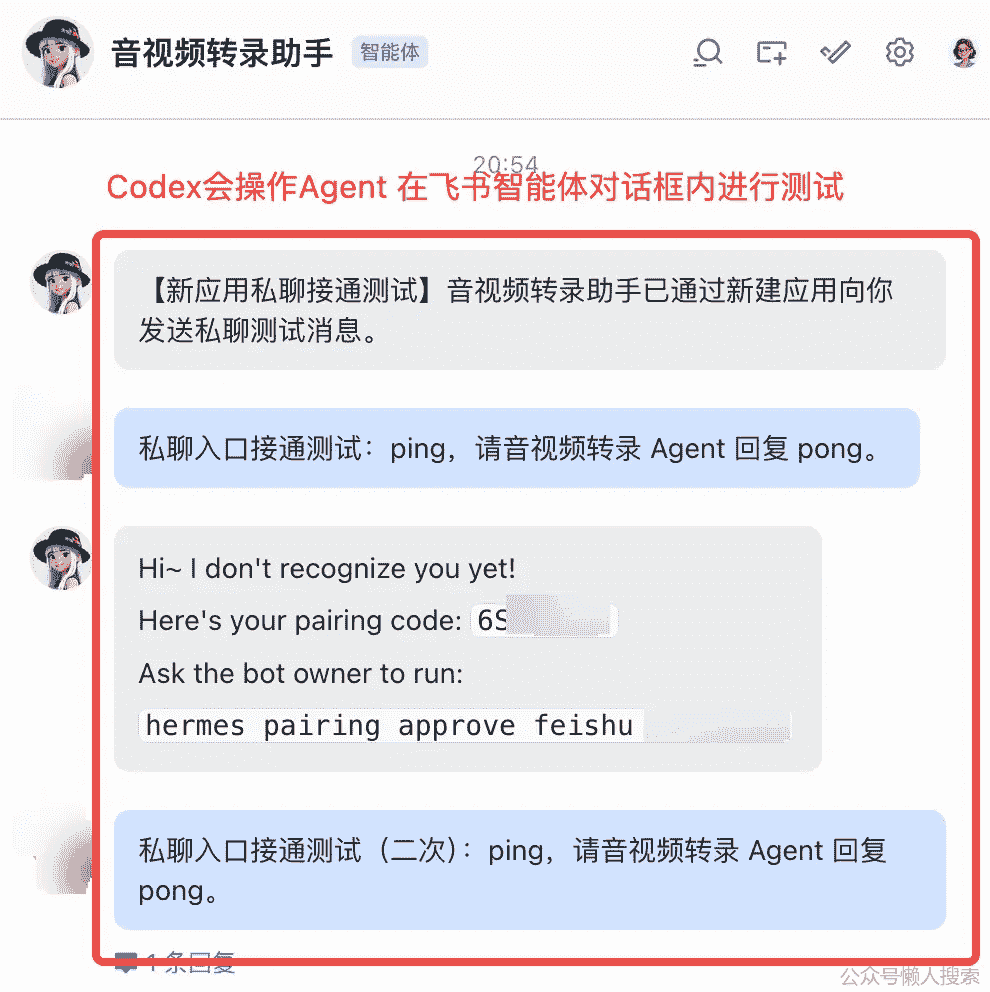 音视频转录助手 智能体
20:54
Codex会操作Agent 在飞书智能体对话框内进行测试
【新应用私聊接通测试】音视频转录助手已通过新建应用向你
发送私聊测试消息。
私聊入口接通测试：ping，请音视频转录 Agent 回复 pong。
Hi~ I don't recognize you yet!
Here's your pairing code: 6S
Ask the bot owner to run:
hermes pairing approve feishu
私聊入口接通测试（二次）：ping，请音视频转录 Agent 回复
pong。
1 条回复
公众号懒人搜索